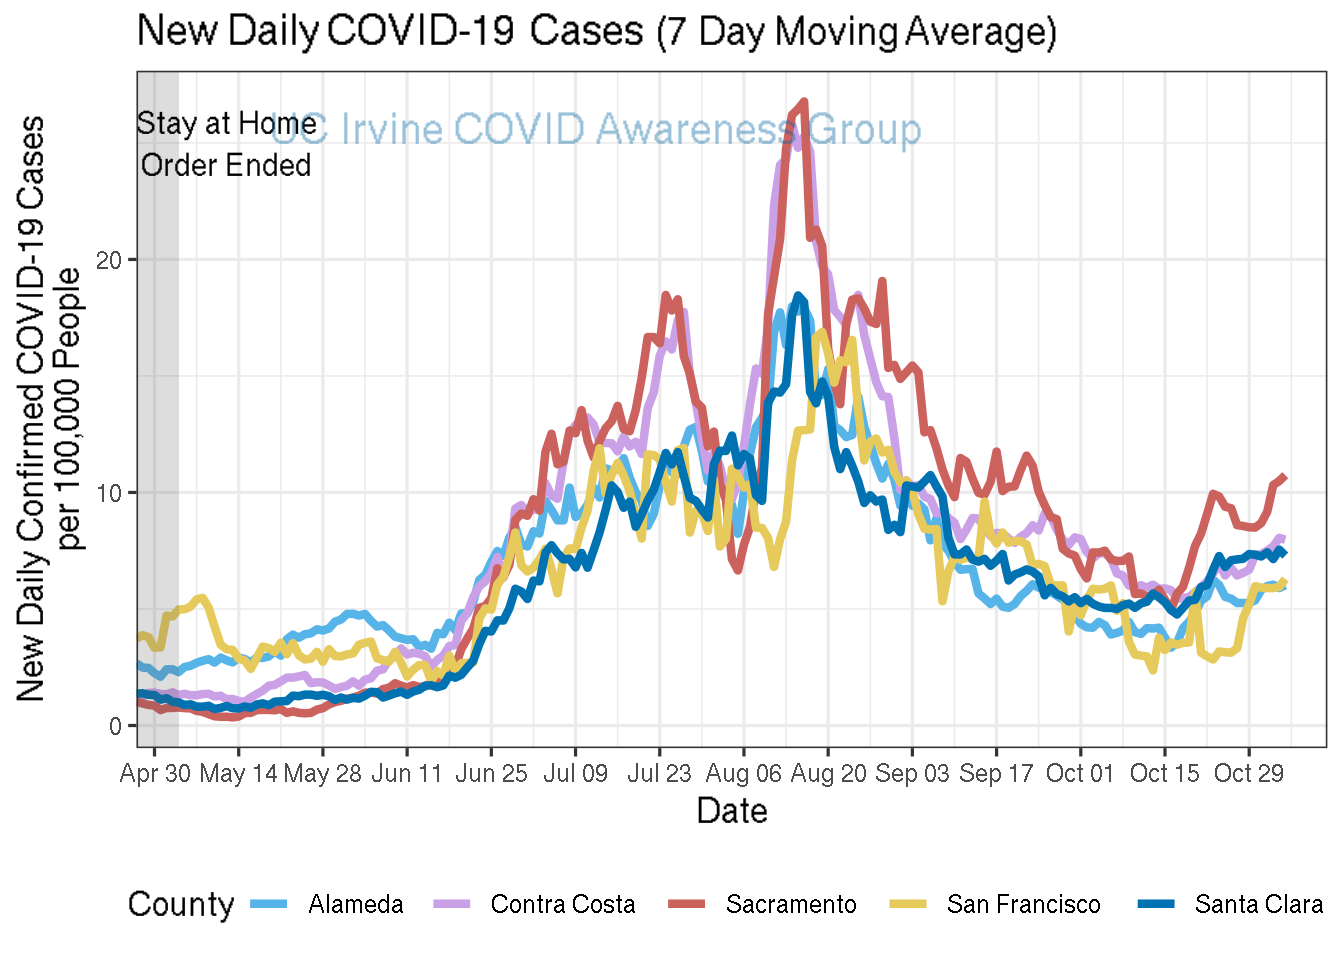 New Daily COVID-19 Cases (7 Day Moving Average)
UC Irvine COVID Awareness Group
Stay at Home
Order Ended
New Daily Confirmed COVID-19 Cases
per 100,000 People
20
10
0
Apr 30 May 14 May 28 Jun 11 Jun 25 Jul 09 Jul 23 Aug 06 Aug 20 Sep 03 Sep 17 Oct 01 Oct 15 Oct 29
Date
County Alameda Contra Costa Sacramento San Francisco Santa Clara